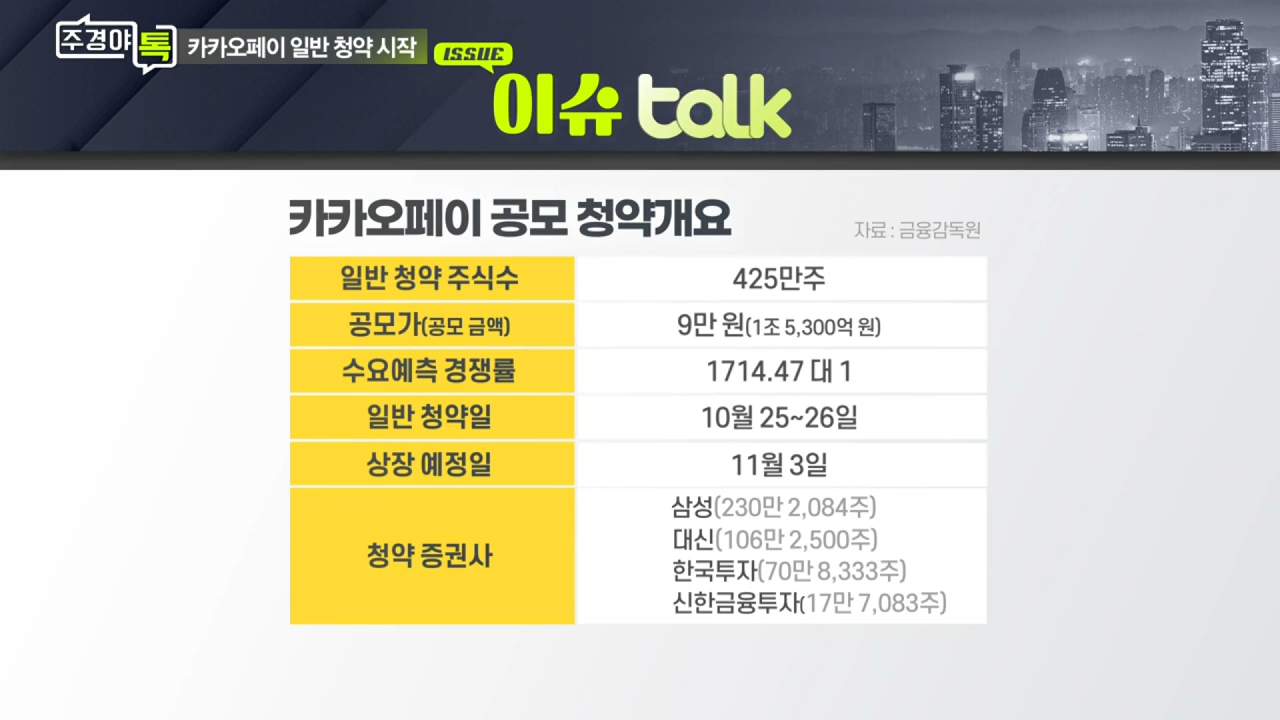 주경야톡
카카오페이 일반 청약 시작
ISSUE
이슈 talk
카카오페이 공모 청약개요
자료 : 금융감독원
일반 청약 주식수 425만주
공모가(공모 금액) 9만 원(1조 5,300억 원)
수요예측 경쟁률 1714.47 대 1
일반 청약일 10월 25~26일
상장 예정일 11월 3일
청약 증권사
삼성(230만 2,084주)
대신(106만 2,500주)
한국투자(70만 8,333주)
신한금융투자(17만 7,083주)